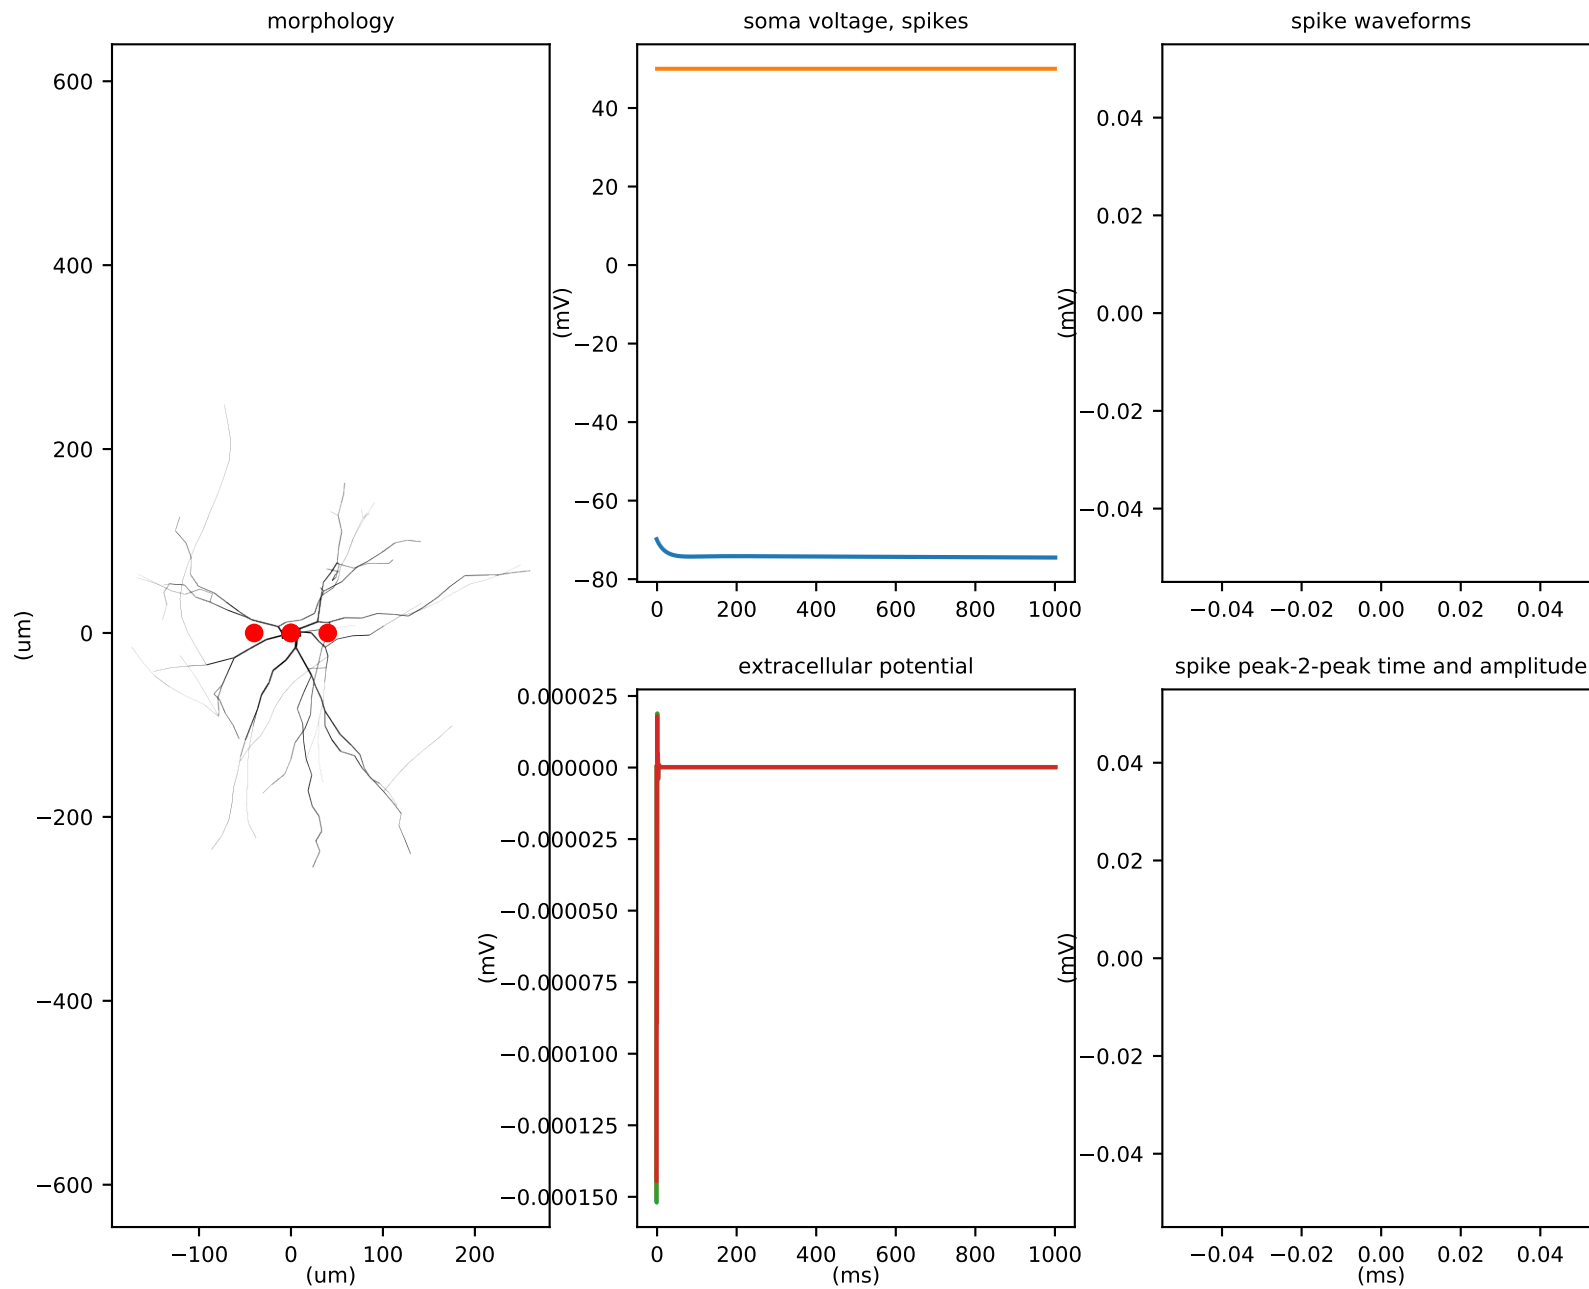 morphology
600
400
200
0
−200
−400
−600
(um)
−100 0 100 200
(um)
soma voltage, spikes
40
20
0
−20
−40
−60
−80
(mV)
0 200 400 600 800 1000
spike waveforms
0.04
0.02
0.00
−0.02
−0.04
(mV)
−0.04 −0.02 0.00 0.02 0.04
extracellular potential
0.000025
0.000000
−0.000025
−0.000050
−0.000075
−0.000100
−0.000125
−0.000150
(mV)
0 200 400 600 800 1000
(ms)
spike peak-2-peak time and amplitude
0.04
0.02
0.00
−0.02
−0.04
(mV)
−0.04 −0.02 0.00 0.02 0.04
(ms)